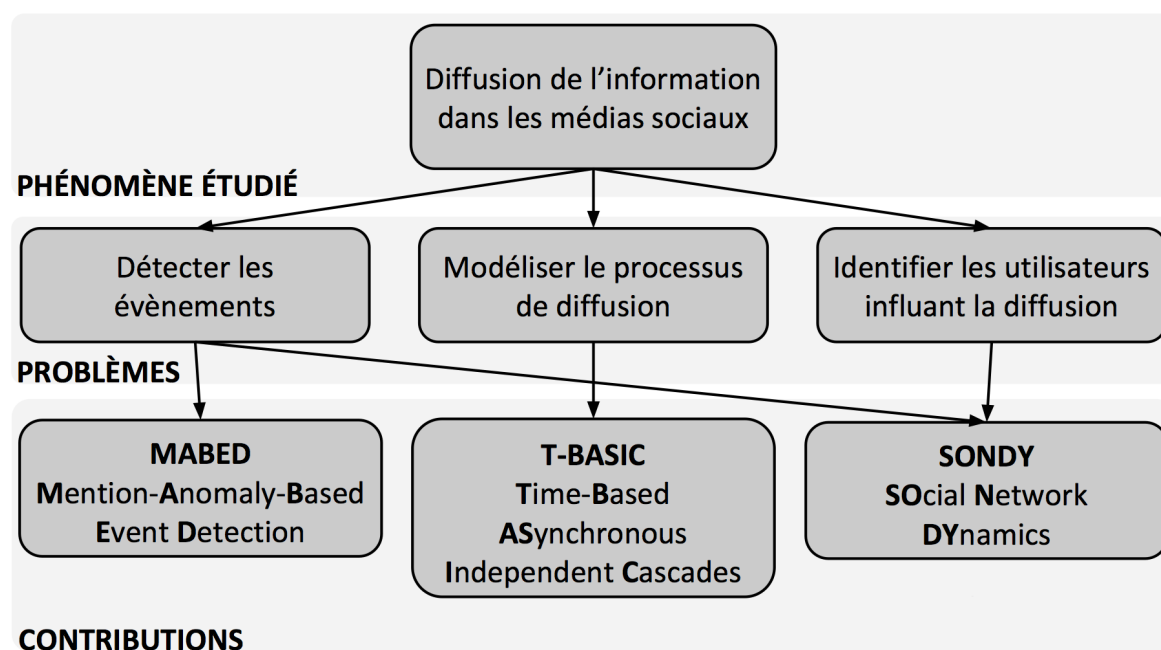 Diffusion de l’information
dans les médias sociaux
PHÉNOMÈNE ÉTUDIÉ
Détecter les
évènements
Modéliser le processus
de diffusion
Identifier les utilisateurs
influant la diffusion
PROBLÈMES
MABED
Mention-Anomaly-Based
Event Detection
T-BASIC
Time-Based
ASynchronous
Independent Cascades
SONDY
SOcial Network
DYnamics
CONTRIBUTIONS